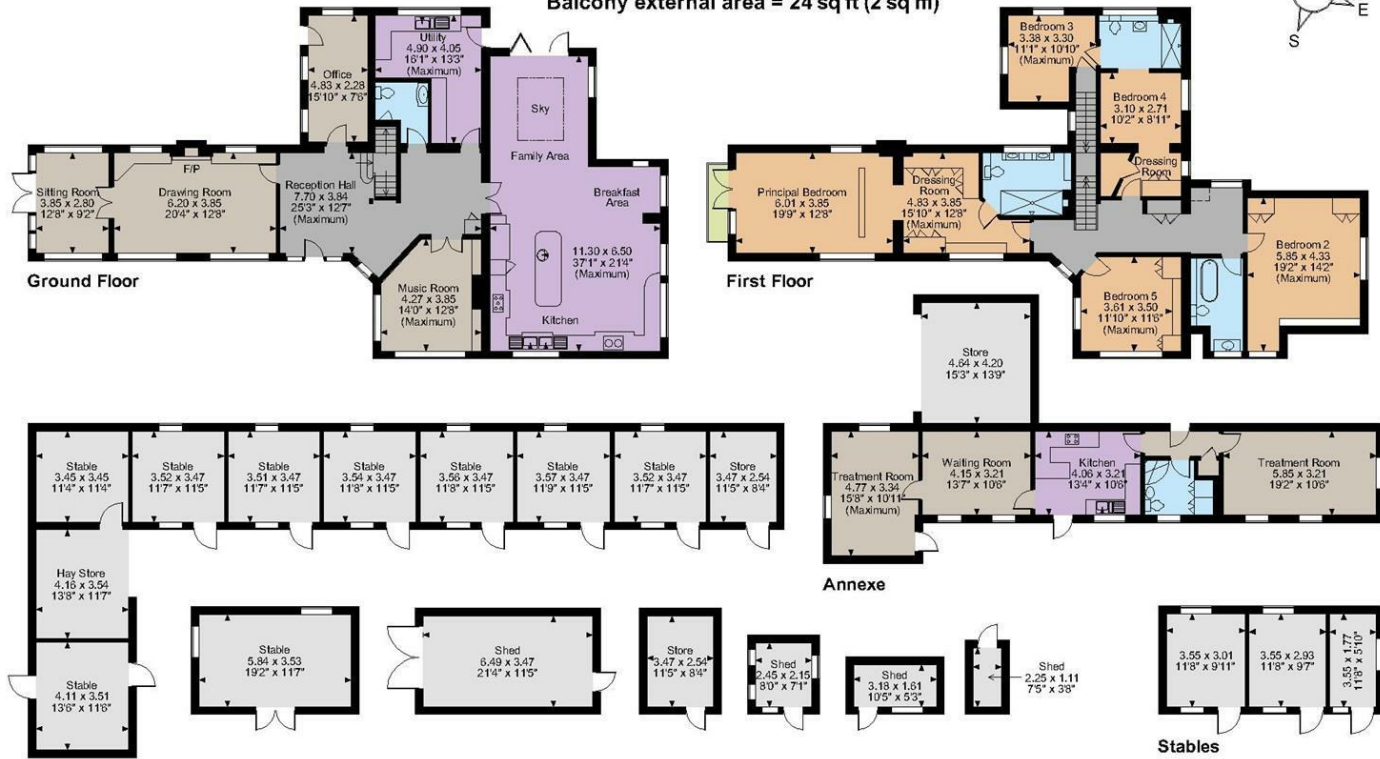 Balcony external area = 24 sq ft (2 sq m)
E
S
Utility
4.90 x 4.05
16'1" x 13'3"
(Maximum)
Office
4.83 x 2.28
15'10" x 7'6"
Sky
Family Area
Breakfast
Area
F/P
Sitting Room
3.85 x 2.80
12'8" x 9'2"
Drawing Room
6.20 x 3.85
20'4" x 12'8"
Reception Hall
7.70 x 3.84
25'3" x 12'7"
(Maximum)
11.30 x 6.50
37'1" x 21'4"
(Maximum)
Music Room
4.27 x 3.85
14'0" x 12'8"
(Maximum)
Kitchen
Ground Floor
Bedroom 3
3.38 x 3.30
11'1" x 10'10"
(Maximum)
Bedroom 4
3.10 x 2.71
10'2" x 8'11"
Dressing
Room
Principal Bedroom
6.01 x 3.85
19'9" x 12'8"
Dressing
Room
4.83 x 3.85
15'10" x 12'8"
(Maximum)
Bedroom 2
5.85 x 4.33
19'2" x 14'2"
(Maximum)
Bedroom 5
3.61 x 3.50
11'10" x 11'6"
(Maximum)
First Floor
Store
4.64 x 4.20
15'3" x 13'9"
Stable
3.45 x 3.45
11'4" x 11'4"
Stable
3.52 x 3.47
11'7" x 11'5"
Stable
3.51 x 3.47
11'7" x 11'5"
Stable
3.54 x 3.47
11'8" x 11'5"
Stable
3.56 x 3.47
11'8" x 11'5"
Stable
3.57 x 3.47
11'9" x 11'5"
Stable
3.52 x 3.47
11'7" x 11'5"
Store
3.47 x 2.54
11'5" x 8'4"
Treatment Room
4.77 x 3.34
15'8" x 10'11"
(Maximum)
Waiting Room
4.15 x 3.21
13'7" x 10'6"
Kitchen
4.06 x 3.21
13'4" x 10'6"
Treatment Room
5.85 x 3.21
19'2" x 10'6"
Annexe
Hay Store
4.16 x 3.54
13'8" x 11'7"
Stable
4.11 x 3.51
13'6" x 11'6"
Stable
5.84 x 3.53
19'2" x 11'7"
Shed
6.49 x 3.47
21'4" x 11'5"
Store
3.47 x 2.54
11'5" x 8'4"
Shed
2.45 x 2.15
8'0" x 7'1"
Shed
3.18 x 1.61
10'5" x 5'3"
Shed
2.25 x 1.11
7'5" x 3'8"
3.55 x 3.01
11'8" x 9'11"
3.55 x 2.93
11'8" x 9'7"
3.55 x 1.77
11'8" x 5'10"
Stables